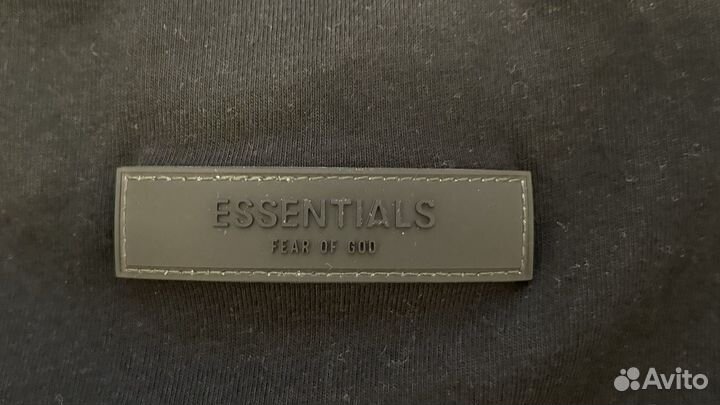 ESSENTIALS
FEAR OF GOD
Avito